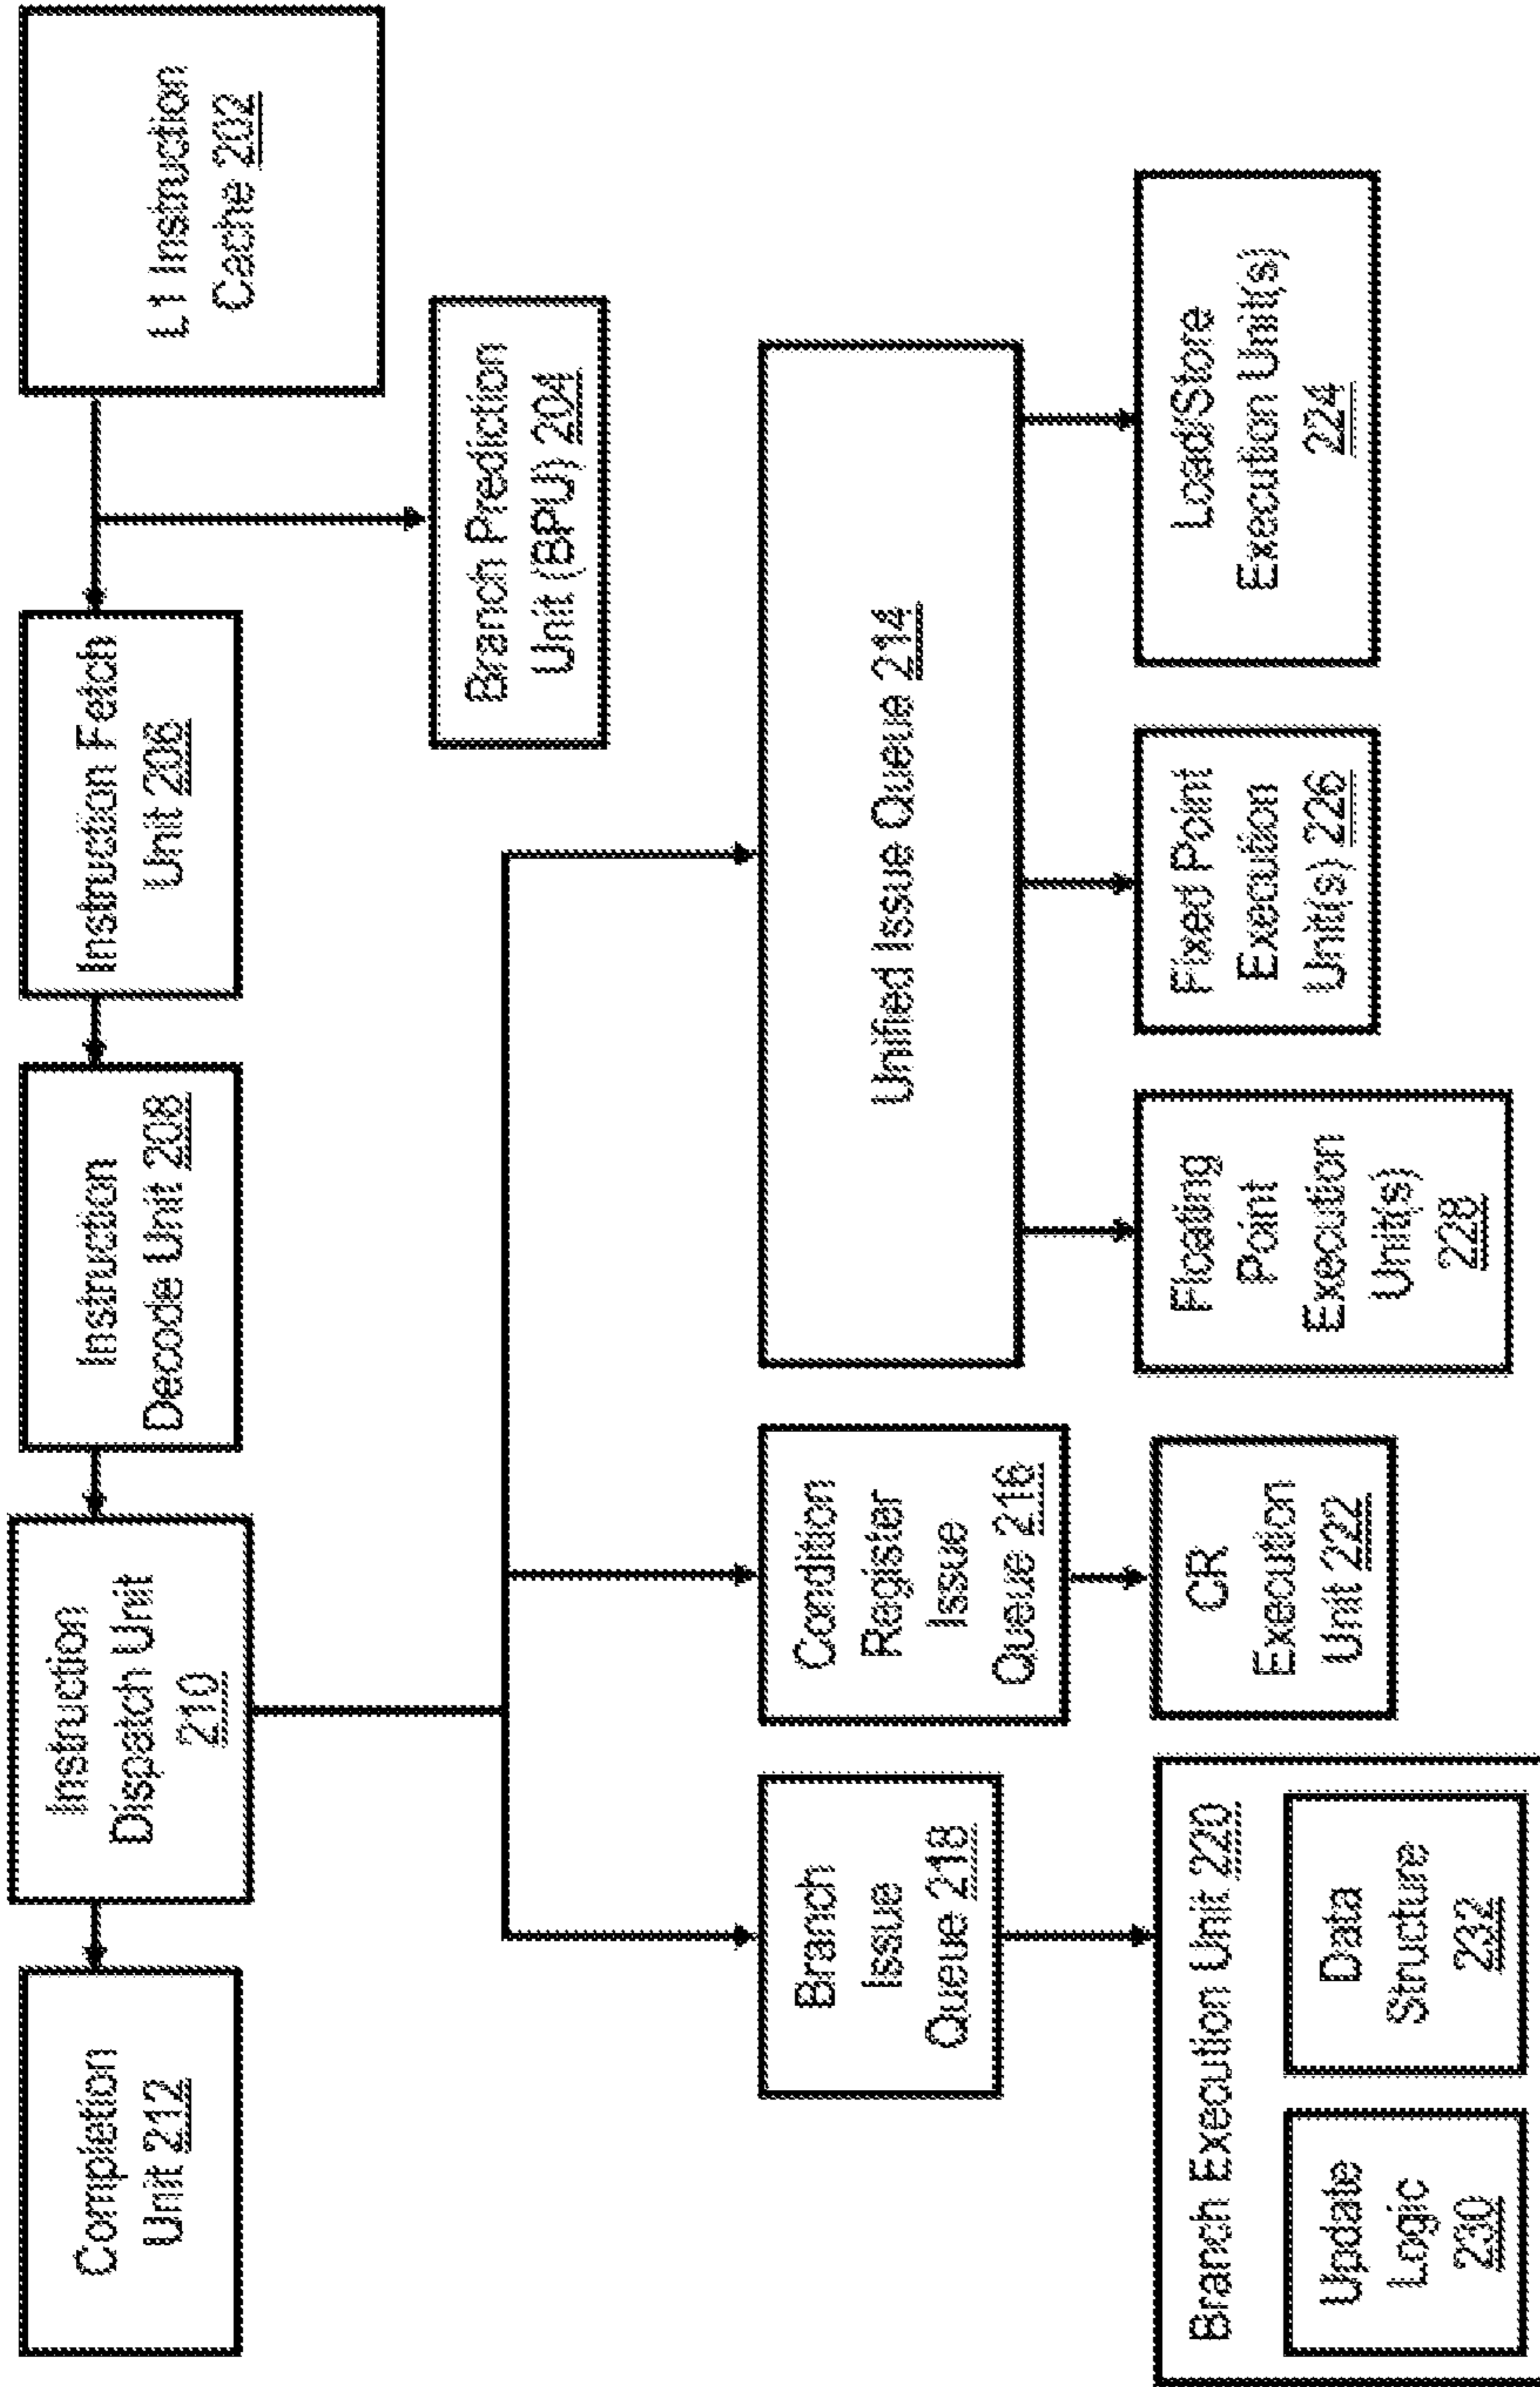 L1 Instruction
Cache 202
Branch Prediction
Unit (BPU) 204
Instruction Fetch
Unit 206
Instruction
Decode Unit 208
Instruction
Dispatch Unit
210
Completion
Unit 212
Unified Issue Queue 214
Condition
Register
Issue
Queue 216
Branch
Issue
Queue 218
Load/Store
Execution Unit(s)
224
Fixed Point
Execution
Unit(s) 226
Floating
Point
Execution
Unit(s)
228
CR
Execution
Unit 222
Branch Execution Unit 220
Update
Logic
230
Data
Structure
232